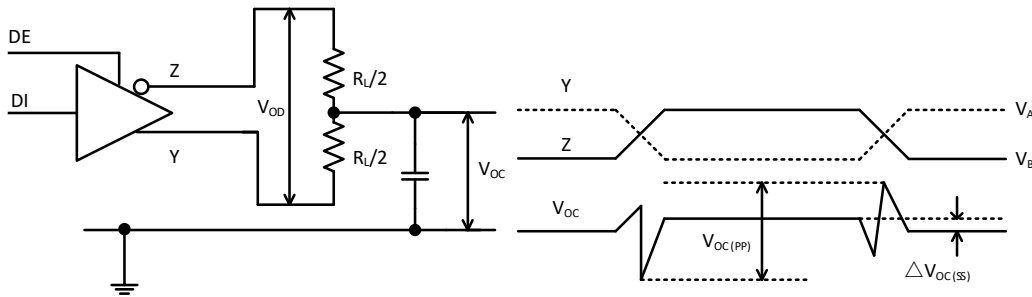 DE
DI
Z
Y
V_OD
R_L/2
R_L/2
V_OC
Y
Z
V_A
V_B
V_OC
V_OC(PP)
△V_OC(SS)